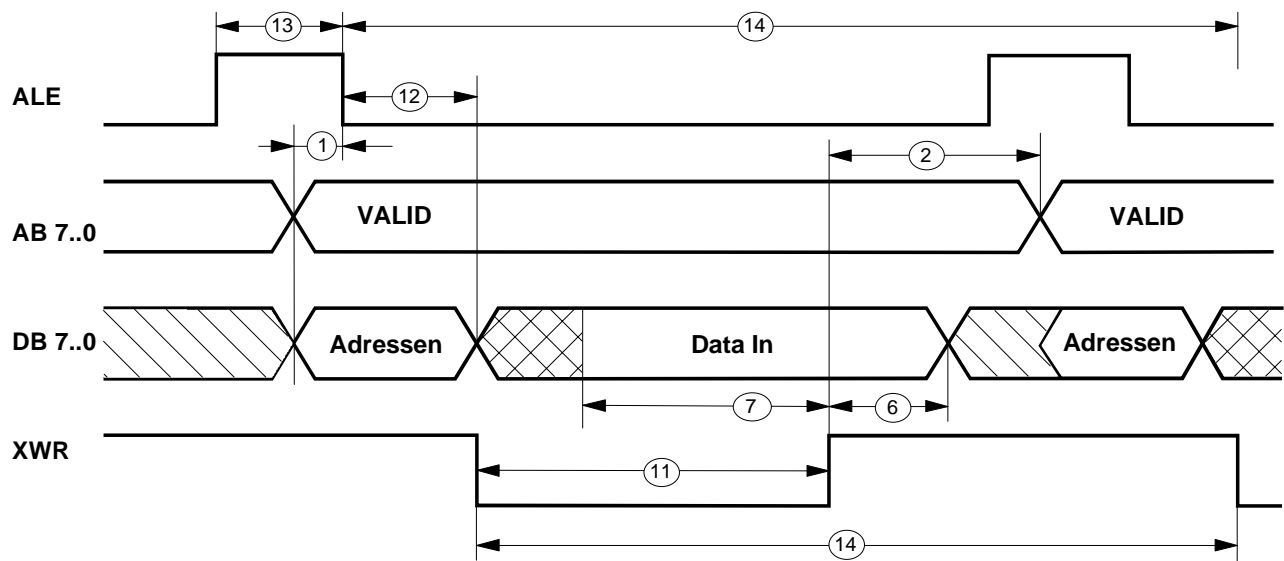 13
14
ALE
12
1
2
AB 7..0
VALID
VALID
DB 7..0
Adressen
Data In
Adressen
7
6
XWR
11
14